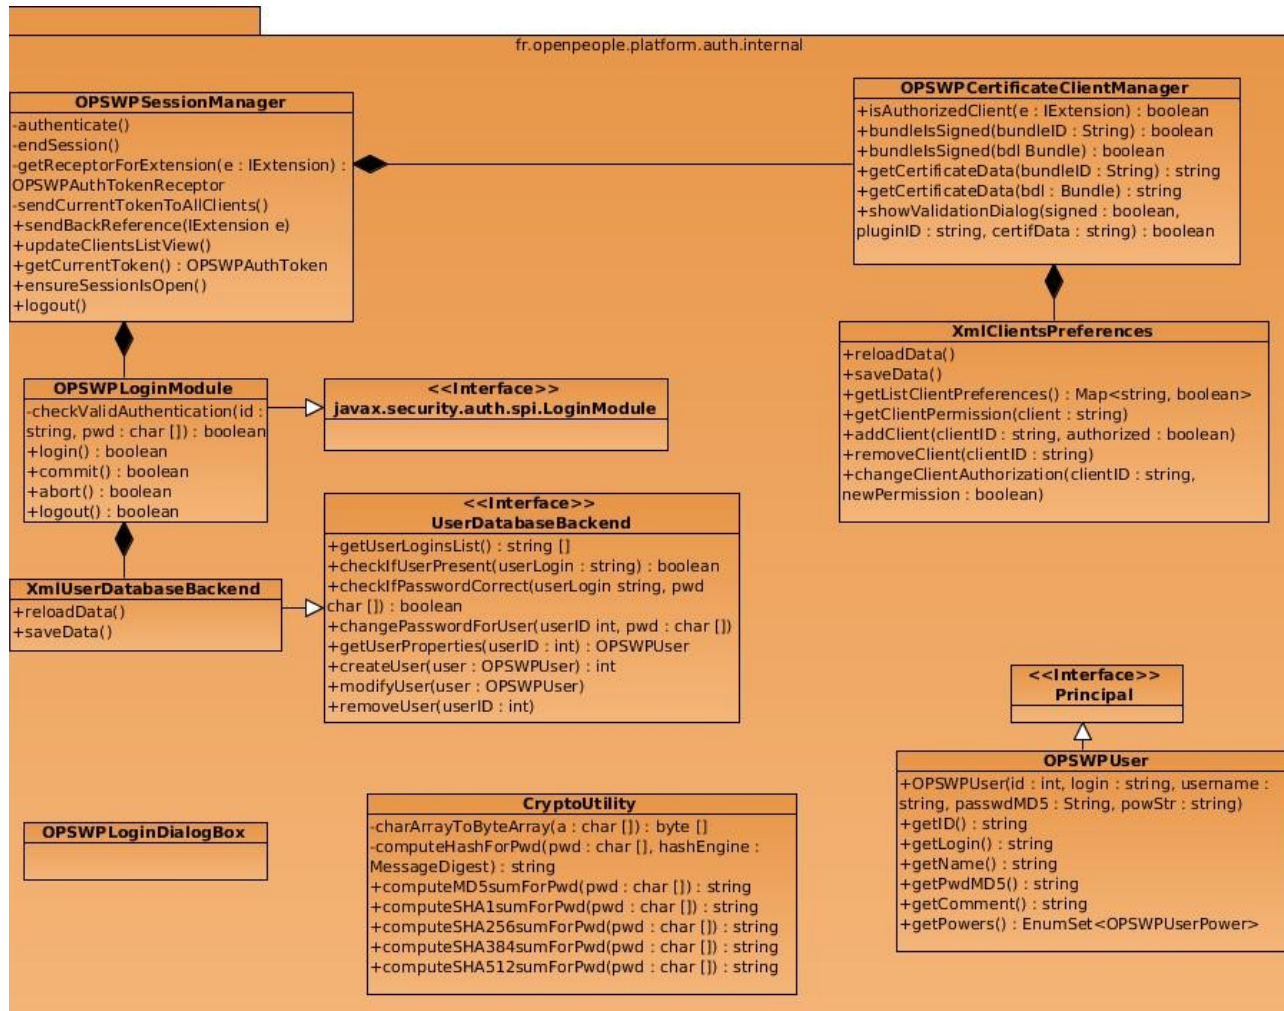 fr.openpeople.platform.auth.internal
OPSWPSessionManager
-authenticate()
-endSession()
-getReceptorForExtension(e : IExtension) :
OPSWPAuthTokenReceptor
-sendCurrentTokenToAllClients()
+sendBackReference(IExtension e)
+updateClientsListView()
+getCurrentToken() : OPSWPAuthToken
+ensureSessionIsOpen()
+logout()
OPSWPCertificateClientManager
+isAuthorizedClient(e : IExtension) : boolean
+bundleIsSigned(bundleID : String) : boolean
+bundleIsSigned(bdl Bundle) : boolean
+getCertificateData(bundleID : String) : string
+getCertificateData(bdl : Bundle) : string
+showValidationDialog(signed : boolean,
pluginID : string, certifData : string) : boolean
XmlClientsPreferences
+reloadData()
+saveData()
+getListClientPreferences() : Map<string, boolean>
+getClientPermission(client : string)
+addClient(clientID : string, authorized : boolean)
+removeClient(clientID : string)
+changeClientAuthorization(clientID : string,
newPermission : boolean)
OPSWPLoginModule
-checkValidAuthentication(id :
string, pwd : char []) : boolean
+login() : boolean
+commit() : boolean
+abort() : boolean
+logout() : boolean
<<Interface>>
javax.security.auth.spi.LoginModule
<<Interface>>
UserDatabaseBackend
+getUserLoginsList() : string []
+checkIfUserPresent(userLogin : string) : boolean
+checkIfPasswordCorrect(userLogin string, pwd
char []) : boolean
+changePasswordForUser(userID int, pwd : char [])
+getUserProperties(userID : int) : OPSWPUser
+createUser(user : OPSWPUser) : int
+modifyUser(user : OPSWPUser)
+removeUser(userID : int)
XmlUserDatabaseBackend
+reloadData()
+saveData()
<<Interface>>
Principal
OPSWPUser
+OPSWPUser(id : int, login : string, username :
string, passwdMD5 : String, powStr : string)
+getID() : string
+getLogin() : string
+getName() : string
+getPwdMD5() : string
+getComment() : string
+getPowers() : EnumSet<OPSWPUserPower>
OPSWPLoginDialogBox
CryptoUtility
-charArrayToByteArray(a : char []) : byte []
-computeHashForPwd(pwd : char [], hashEngine :
MessageDigest) : string
+computeMD5sumForPwd(pwd : char []) : string
+computeSHA1sumForPwd(pwd : char []) : string
+computeSHA256sumForPwd(pwd : char []) : string
+computeSHA384sumForPwd(pwd : char []) : string
+computeSHA512sumForPwd(pwd : char []) : string